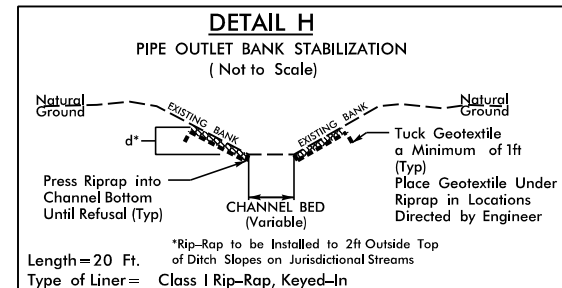 DETAIL H
PIPE OUTLET BANK STABILIZATION
( Not to Scale)
Natural
Ground
EXISTING BANK
EXISTING BANK
Natural
Ground
d*
Press Riprap into
Channel Bottom
Until Refusal (Typ)
CHANNEL BED
(Variable)
Tuck Geotextile
a Minimum of 1ft
(Typ)
Place Geotextile Under
Riprap in Locations
Directed by Engineer
*Rip-Rap to be Installed to 2ft Outside Top
of Ditch Slopes on Jurisdictional Streams
Length=20 Ft.
Type of Liner= Class I Rip-Rap, Keyed-In